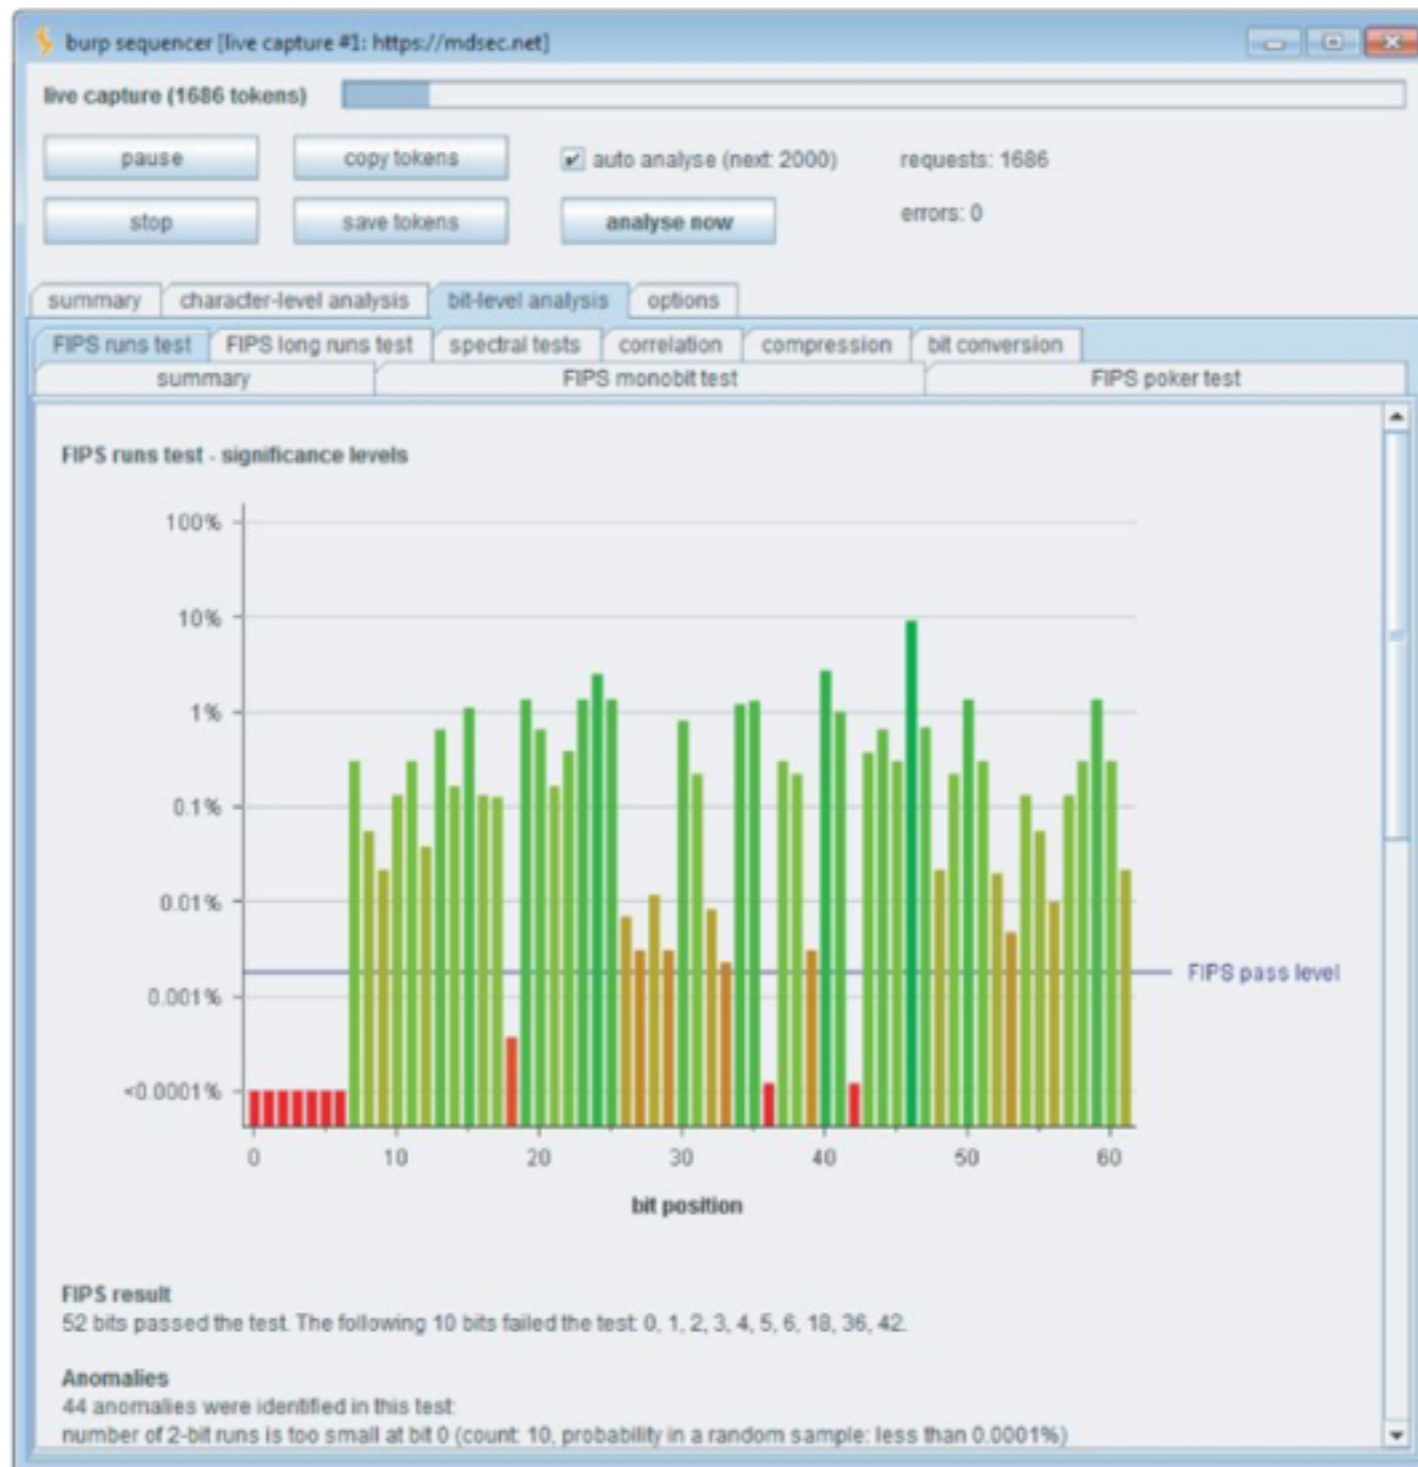 burp sequencer [live capture #1: https://mdsec.net]
live capture (1686 tokens)
pause copy tokens auto analyse (next: 2000) requests: 1686
stop save tokens analyse now errors: 0
summary character-level analysis bit-level analysis options
FIPS runs test FIPS long runs test spectral tests correlation compression bit conversion
summary FIPS monobit test FIPS poker test
FIPS runs test - significance levels
100%
10%
1%
0.1%
0.01%
FIPS pass level
0.001%
<0.0001%
0 10 20 30 40 50 60
bit position
FIPS result
52 bits passed the test. The following 10 bits failed the test: 0, 1, 2, 3, 4, 5, 6, 18, 36, 42.
Anomalies
44 anomalies were identified in this test:
number of 2-bit runs is too small at bit 0 (count: 10, probability in a random sample: less than 0.0001%)